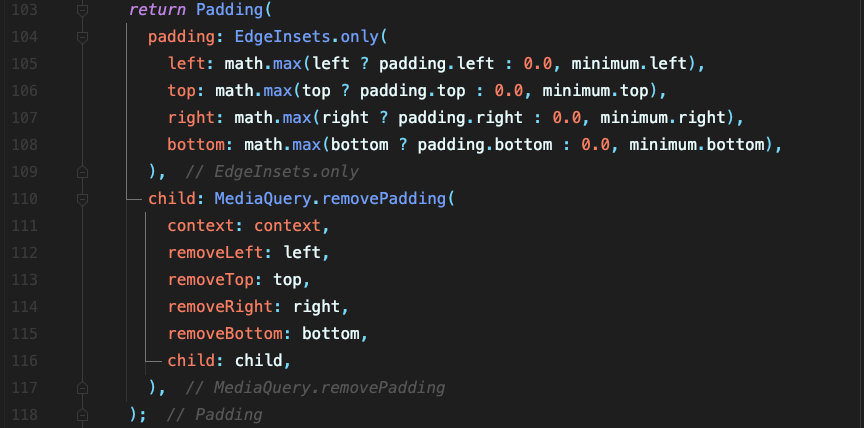 103 return Padding(
104 padding: EdgeInsets.only(
105 left: math.max(left ? padding.left : 0.0, minimum.left),
106 top: math.max(top ? padding.top : 0.0, minimum.top),
107 right: math.max(right ? padding.right : 0.0, minimum.right),
108 bottom: math.max(bottom ? padding.bottom : 0.0, minimum.bottom),
109 ), // EdgeInsets.only
110 child: MediaQuery.removePadding(
111 context: context,
112 removeLeft: left,
113 removeTop: top,
114 removeRight: right,
115 removeBottom: bottom,
116 child: child,
117 ), // MediaQuery.removePadding
118 ); // Padding